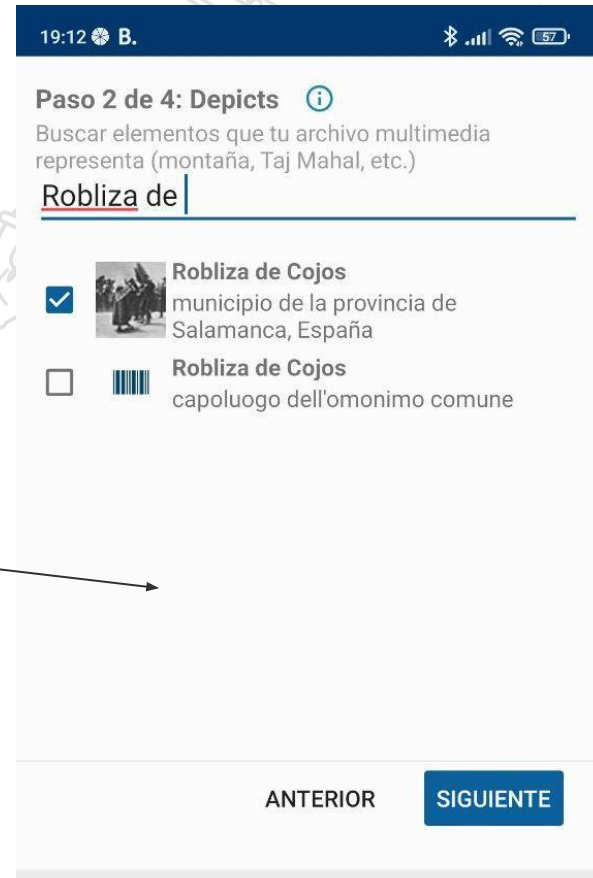 19:12 B. 57
Paso 2 de 4: Depicts
Buscar elementos que tu archivo multimedia
representa (montaña, Taj Mahal, etc.)
Robliza de
Robliza de Cojos
municipio de la provincia de
Salamanca, España
Robliza de Cojos
capoluogo dell'omonimo comune
ANTERIOR SIGUIENTE